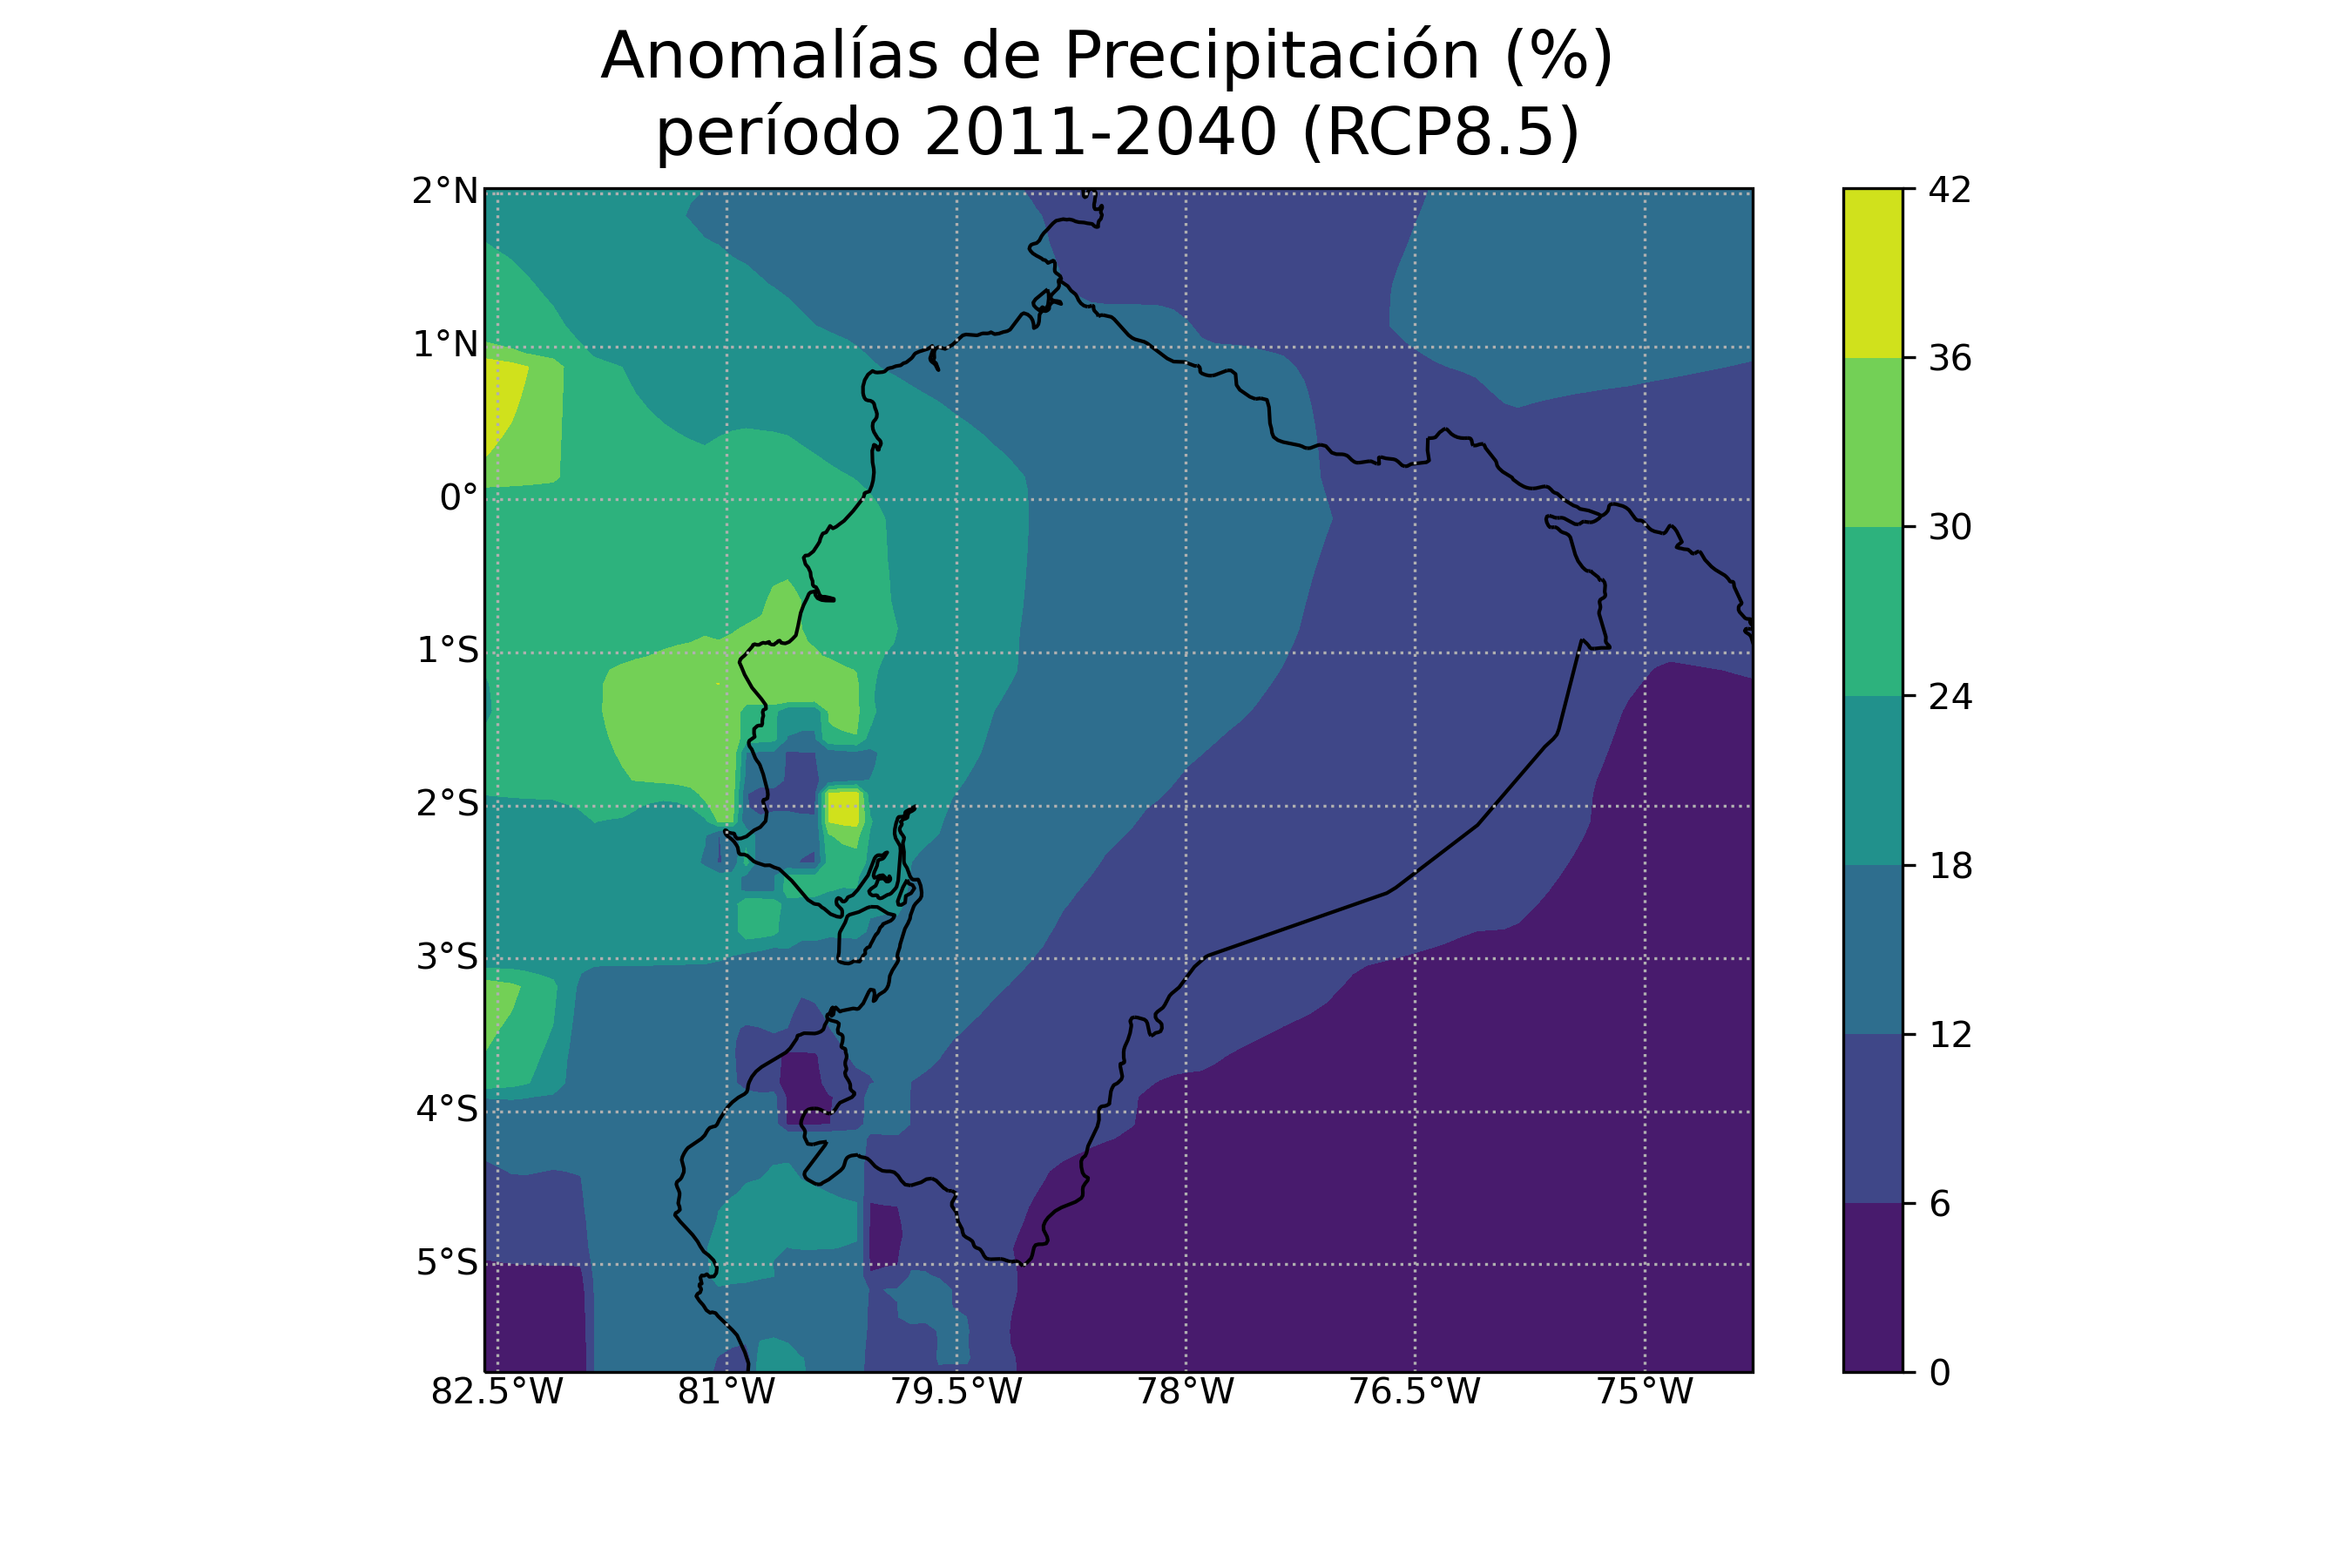 Anomalías de Precipitación (%)
período 2011-2040 (RCP8.5)
2°N
1°N
0°
1°S
2°S
3°S
4°S
5°S
82.5°W
81°W
79.5°W
78°W
76.5°W
75°W
42
36
30
24
18
12
6
0